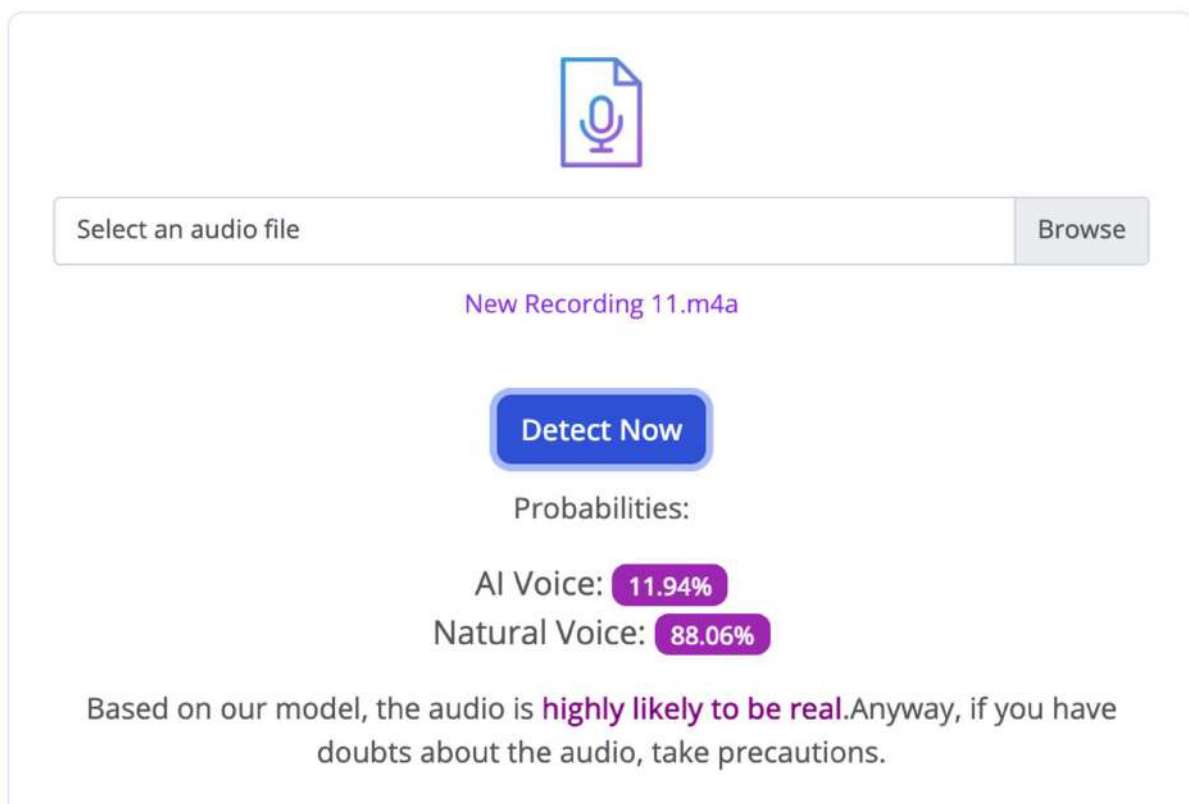 Select an audio file
Browse
New Recording 11.m4a
Detect Now
Probabilities:
AI Voice: 11.94%
Natural Voice: 88.06%
Based on our model, the audio is highly likely to be real.Anyway, if you have
doubts about the audio, take precautions.